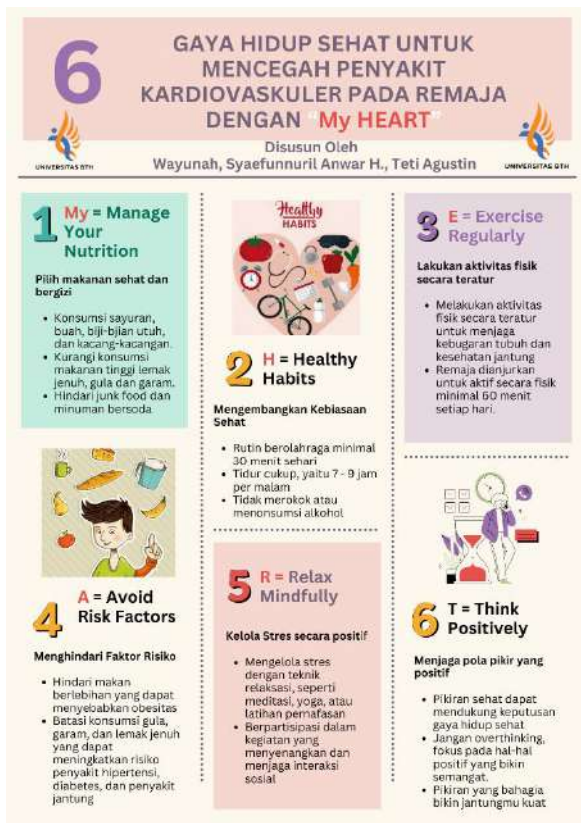 6
GAYA HIDUP SEHAT UNTUK
MENCEGAH PENYAKIT
KARDIOVASKULER PADA REMAJA
DENGAN "My HEART"
Disusun Oleh
Wayunah, Syaefunnuril Anwar H., Teti Agustin
UNIVERSITAS BTH
UNIVERSITAS BTH
1
My = Manage
Your
Nutrition
Pilih makanan sehat dan
bergizi
• Konsumsi sayuran,
buah, biji-bjian utuh,
dan kacang-kacangan.
• Kurangi konsumsi
makanan tinggi lemak
jenuh, gula dan garam.
• Hindari junk food dan
minuman bersoda.
Healthy
HABITS
2
H = Healthy
Habits
Mengembangkan Kebiasaan
Sehat
• Rutin berolahraga minimal
30 menit sehari
• Tidur cukup, yaitu 7 - 9 jam
per malam
• Tidak merokok atau
menonsumsi alkohol
3
E = Exercise
Regularly
Lakukan aktivitas fisik
secara teratur
• Melakukan aktivitas
fisik secara teratur
untuk menjaga
kebugaran tubuh dan
kesehatan jantung
• Remaja dianjurkan
untuk aktif secara fisik
minimal 60 menit
setiap hari.
4
A = Avoid
Risk Factors
Menghindari Faktor Risiko
• Hindari makan
berlebihan yang dapat
menyebabkan obesitas
• Batasi konsumsi gula,
garam, dan lemak jenuh
yang dapat
meningkatkan risiko
penyakit hipertensi,
diabetes, dan penyakit
jantung
5
R = Relax
Mindfully
Kelola Stres secara positif
• Mengelola stres
dengan teknik
relaksasi, seperti
meditasi, yoga, atau
latihan pernafasan
• Berpartisipasi dalam
kegiatan yang
menyenangkan dan
menjaga interaksi
sosial
6
T = Think
Positively
Menjaga pola pikir yang
positif
• Pikiran sehat dapat
mendukung keputusan
gaya hidup sehat
• Jangan overthinking,
fokus pada hal-hal
positif yang bikin
semangat.
• Pikiran yang bahagia
bikin jantungmu kuat